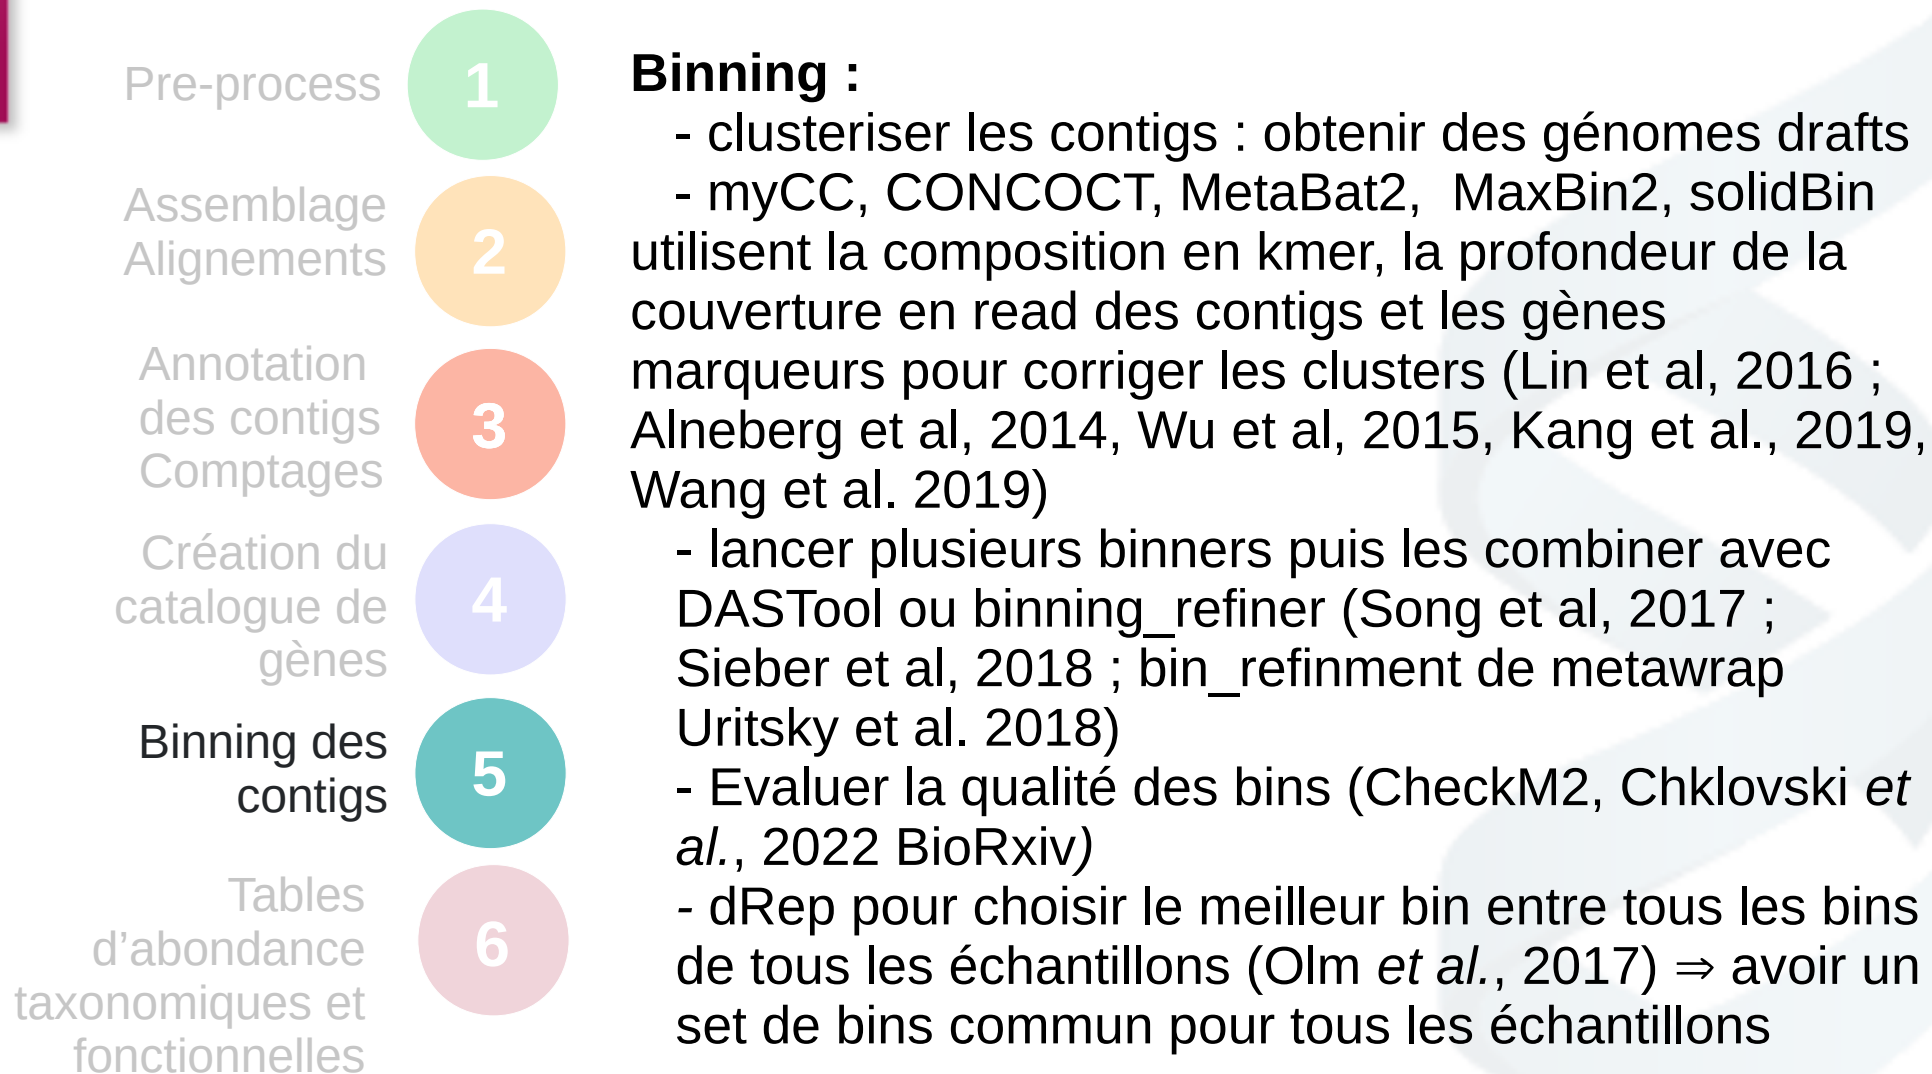 Pre-process
1
Assemblage
Alignements
2
Annotation
des contigs
Comptages
3
Création du
catalogue de
gènes
4
Binning des
contigs
5
Tables
d’abondance
taxonomiques et
fonctionnelles
6
Binning :
- clusteriser les contigs : obtenir des génomes drafts
- myCC, CONCOCT, MetaBat2,  MaxBin2, solidBin
utilisent la composition en kmer, la profondeur de la
couverture en read des contigs et les gènes
marqueurs pour corriger les clusters (Lin et al, 2016 ;
Alneberg et al, 2014, Wu et al, 2015, Kang et al., 2019,
Wang et al. 2019)
- lancer plusieurs binners puis les combiner avec
DASTool ou binning_refiner (Song et al, 2017 ;
Sieber et al, 2018 ; bin_refinment de metawrap
Uritsky et al. 2018)
- Evaluer la qualité des bins (CheckM2, Chklovski et
al., 2022 BioRxiv)
- dRep pour choisir le meilleur bin entre tous les bins
de tous les échantillons (Olm et al., 2017) ⇒ avoir un
set de bins commun pour tous les échantillons